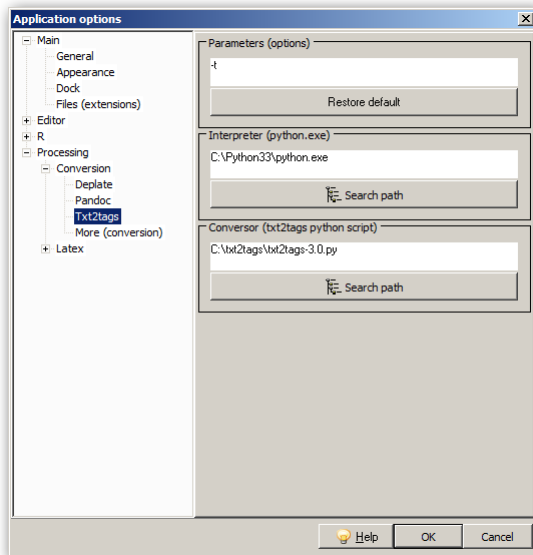 Application options
Main
General
Appearance
Dock
Files (extensions)
Editor
R
Processing
Conversion
Deplate
Pandoc
Txt2tags
More (conversion)
Latex
Parameters (options)
-t
Restore default
Interpreter (python.exe)
C:\Python33\python.exe
Search path
Conversor (txt2tags python script)
C:\txt2tags\txt2tags-3.0.py
Search path
Help
OK
Cancel